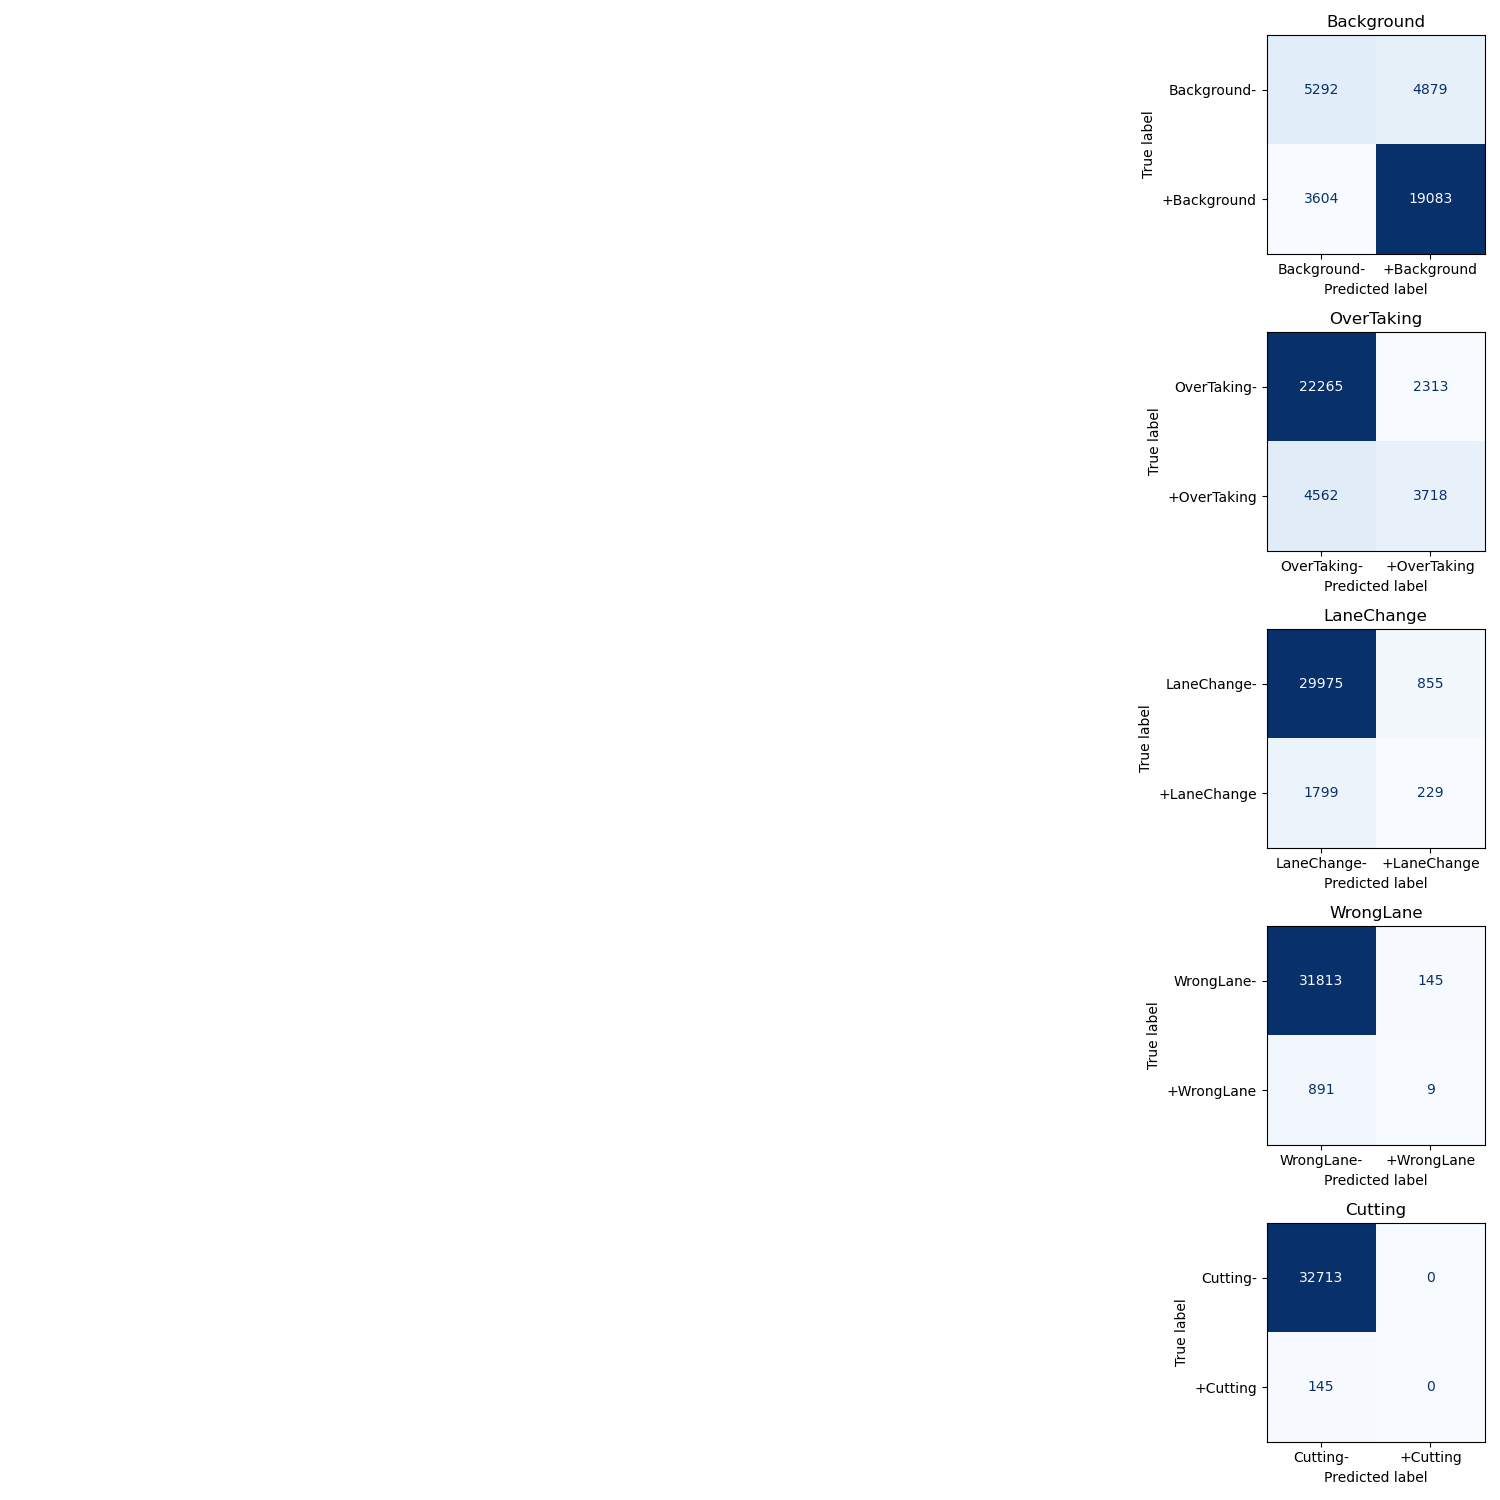 Background
True label
Background-
5292 4879
+Background
3604 19083
Background- +Background
Predicted label
OverTaking
True label
OverTaking-
22265 2313
+OverTaking
4562 3718
OverTaking- +OverTaking
Predicted label
LaneChange
True label
LaneChange-
29975 855
+LaneChange
1799 229
LaneChange- +LaneChange
Predicted label
WrongLane
True label
WrongLane-
31813 145
+WrongLane
891 9
WrongLane- +WrongLane
Predicted label
Cutting
True label
Cutting-
32713 0
+Cutting
145 0
Cutting- +Cutting
Predicted label